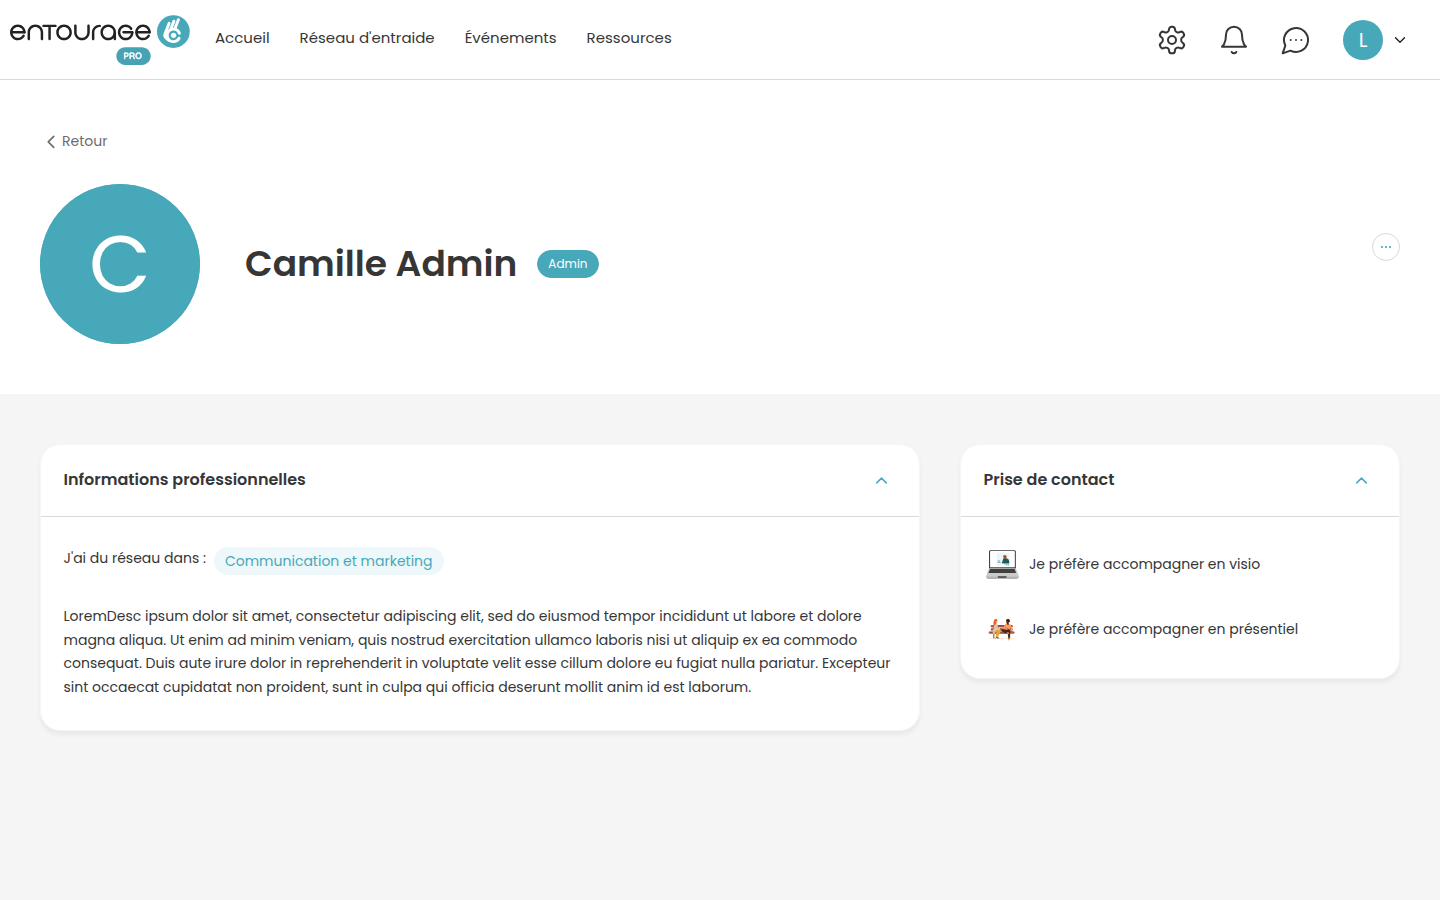 entourage
PRO
Accueil Réseau d'entraide Événements Ressources
L
Retour
C
Camille Admin Admin
Informations professionnelles
J'ai du réseau dans : Communication et marketing
LoremDesc ipsum dolor sit amet, consectetur adipiscing elit, sed do eiusmod tempor incididunt ut labore et dolore
magna aliqua. Ut enim ad minim veniam, quis nostrud exercitation ullamco laboris nisi ut aliquip ex ea commodo
consequat. Duis aute irure dolor in reprehenderit in voluptate velit esse cillum dolore eu fugiat nulla pariatur. Excepteur
sint occaecat cupidatat non proident, sunt in culpa qui officia deserunt mollit anim id est laborum.
Prise de contact
Je préfère accompagner en visio
Je préfère accompagner en présentiel